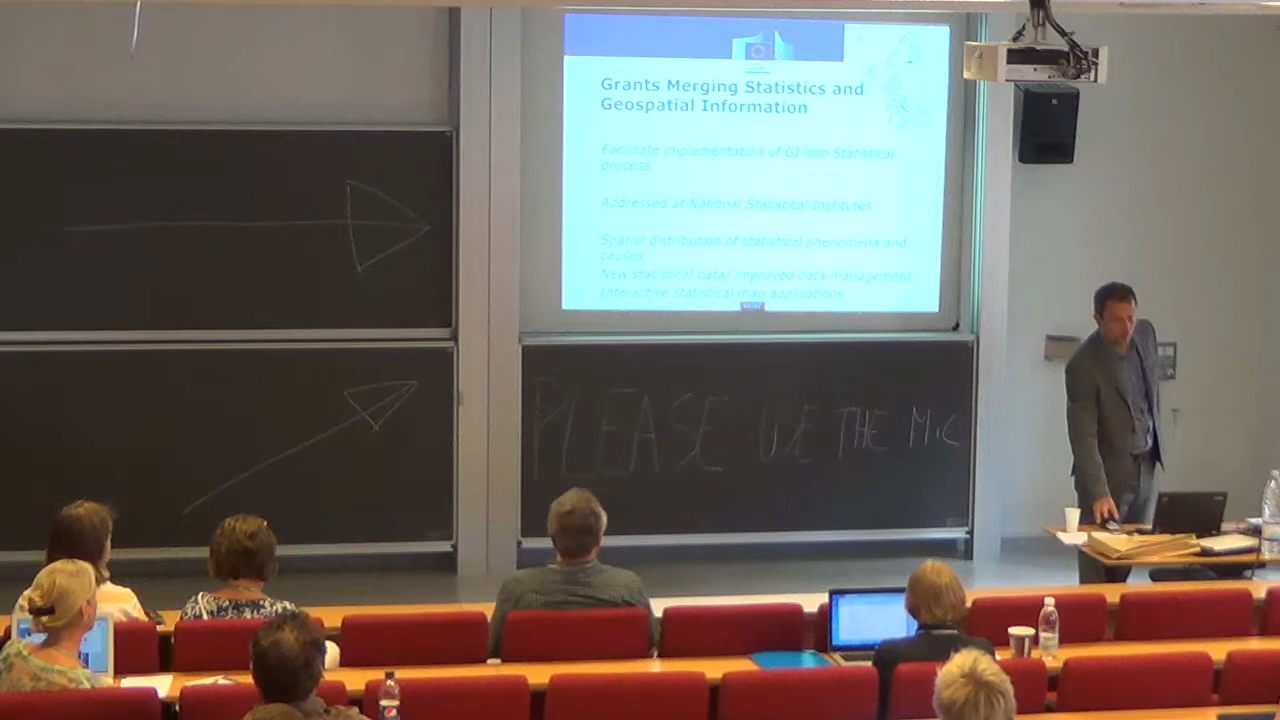 Grants Merging Statistics and
Geospatial Information
Facilitate implementation of GI into Statistical
process
Addressed at National Statistical Institutes
Spatial distribution of statistical phenomena and
causes
New statistical data/ improved data management
Interactive statistical map applications
PLEASE USE THE MIC